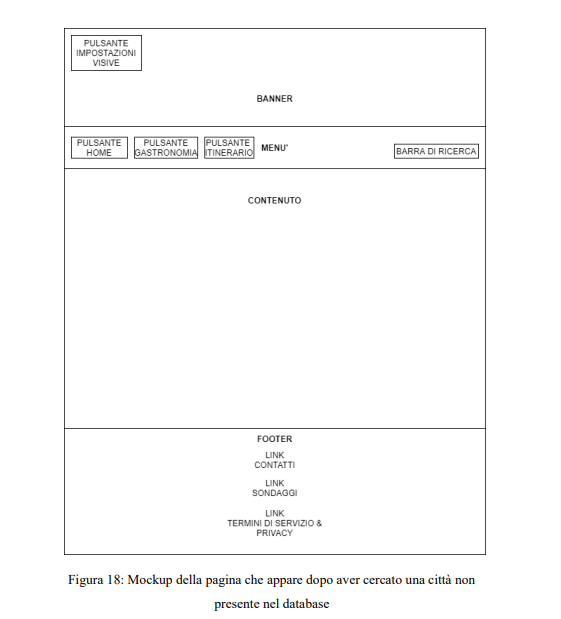 PULSANTE
IMPOSTAZIONI
VISIVE
BANNER
PULSANTE
HOME
PULSANTE
GASTRONOMIA
PULSANTE
ITINERARIO
MENU'
BARRA DI RICERCA
CONTENUTO
FOOTER
LINK
CONTATTI
LINK
SONDAGGI
LINK
TERMINI DI SERVIZIO &
PRIVACY
Figura 18: Mockup della pagina che appare dopo aver cercato una città non
presente nel database